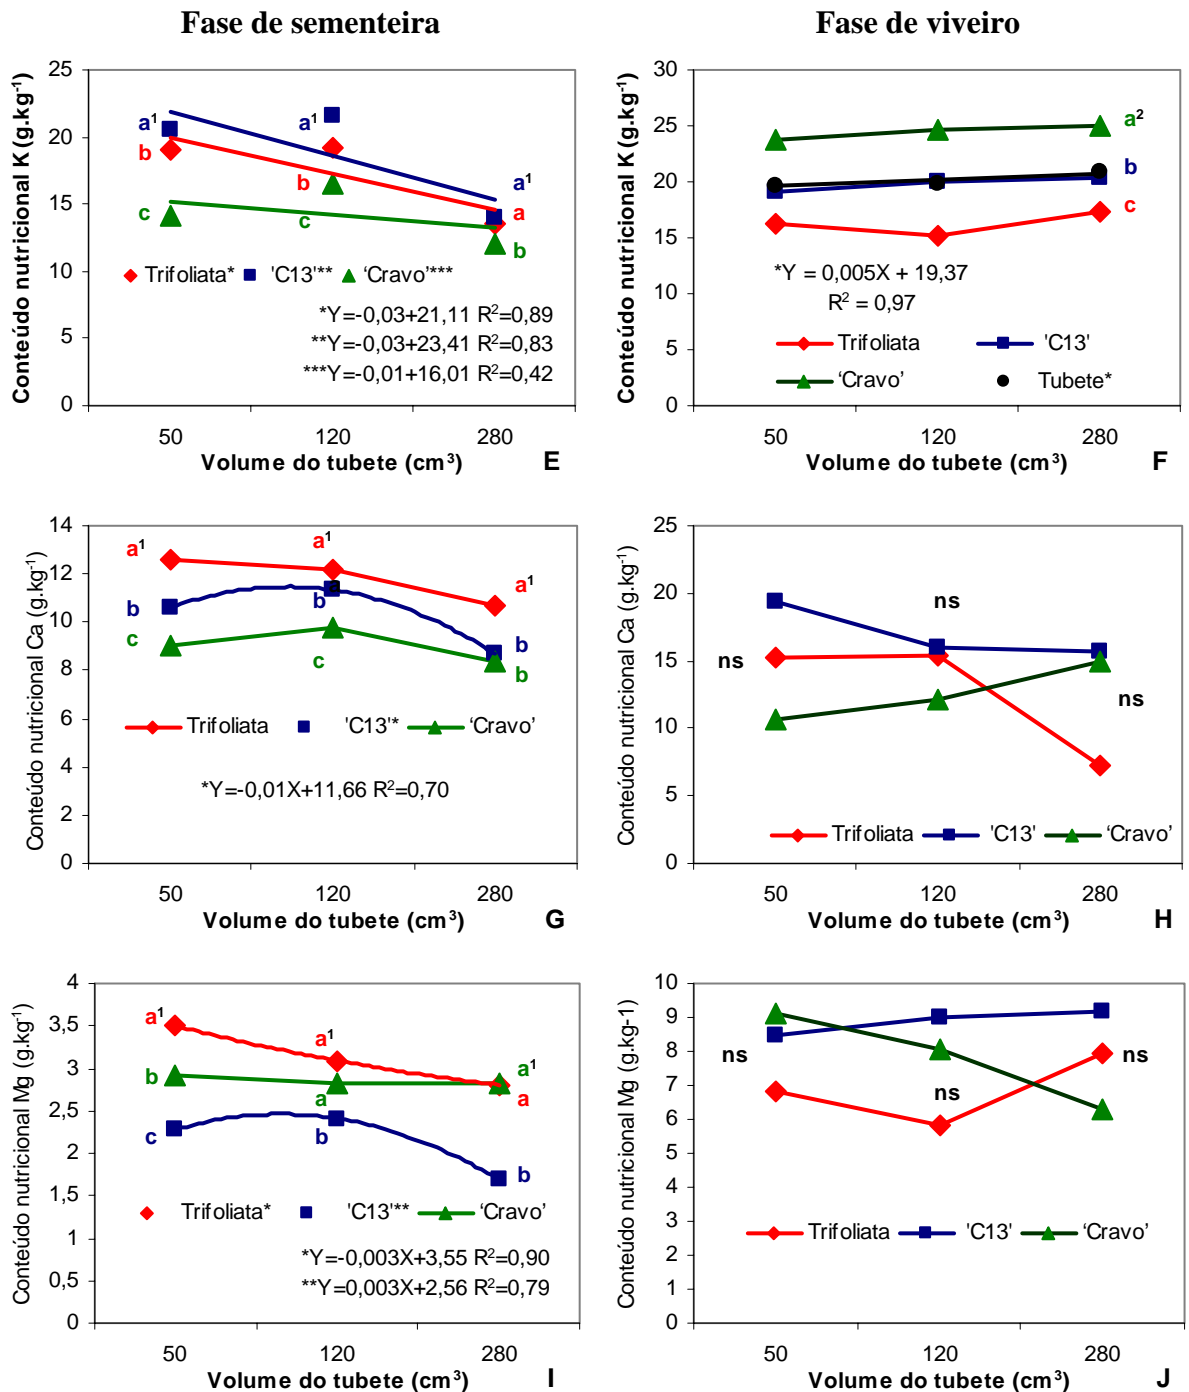 Fase de sementeira
Fase de viveiro
Conteúdo nutricional K (g.kg-¹)
25
20
15
10
5
0
a¹
b
c
a¹
b
c
a¹
a
b
Trifoliata* 'C13'** ‘Cravo’***
*Y=-0,03+21,11 R²=0,89
**Y=-0,03+23,41 R²=0,83
***Y=-0,01+16,01 R²=0,42
50 120 280
Volume do tubete (cm³) E
Conteúdo nutricional K (g.kg-¹)
30
25
20
15
10
5
0
a²
b
c
*Y = 0,005X + 19,37
R² = 0,97
Trifoliata 'C13'
‘Cravo’ Tubete*
50 120 280
Volume do tubete (cm³) F
Conteúdo nutricional Ca (g.kg-¹)
14
12
10
8
6
4
2
0
a¹
b
c
a¹
b
c
a¹
b
b
Trifoliata 'C13'* ‘Cravo’
*Y=-0,01X+11,66 R²=0,70
50 120 280
Volume do tubete (cm³) G
Conteúdo nutricional Ca (g.kg-¹)
25
20
15
10
5
0
ns
ns
ns
Trifoliata 'C13' ‘Cravo’
50 120 280
Volume do tubete (cm³) H
Conteúdo nutricional Mg (g.kg-¹)
4
3,5
3
2,5
2
1,5
1
0,5
0
a¹
b
c
a¹
a
b
a¹
a
b
Trifoliata* 'C13'** ‘Cravo’
*Y=-0,003X+3,55 R²=0,90
**Y=0,003X+2,56 R²=0,79
50 120 280
Volume do tubete (cm³) I
Conteúdo nutricional Mg (g.kg-1)
10
9
8
7
6
5
4
3
2
1
0
ns
ns
ns
Trifoliata 'C13' ‘Cravo’
50 120 280
Volume do tubete (cm³) J